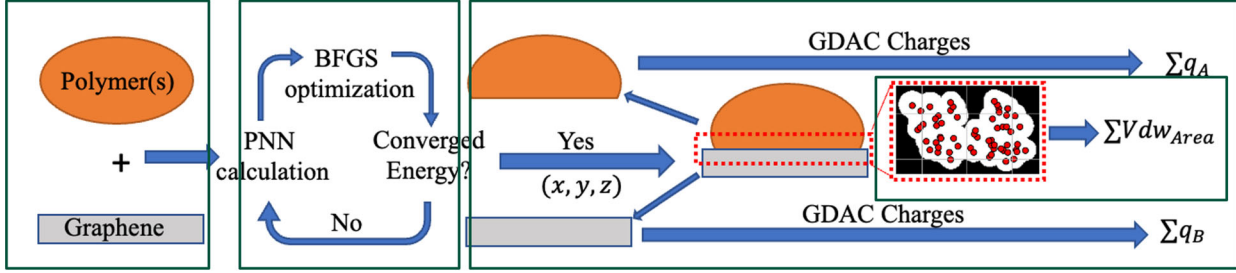 Polymer(s)
+
Graphene
BFGS
optimization
PNN
calculation
Converged
Energy?
No
Yes
(x, y, z)
GDAC Charges
∑q_A
∑Vdw_Area
GDAC Charges
∑q_B